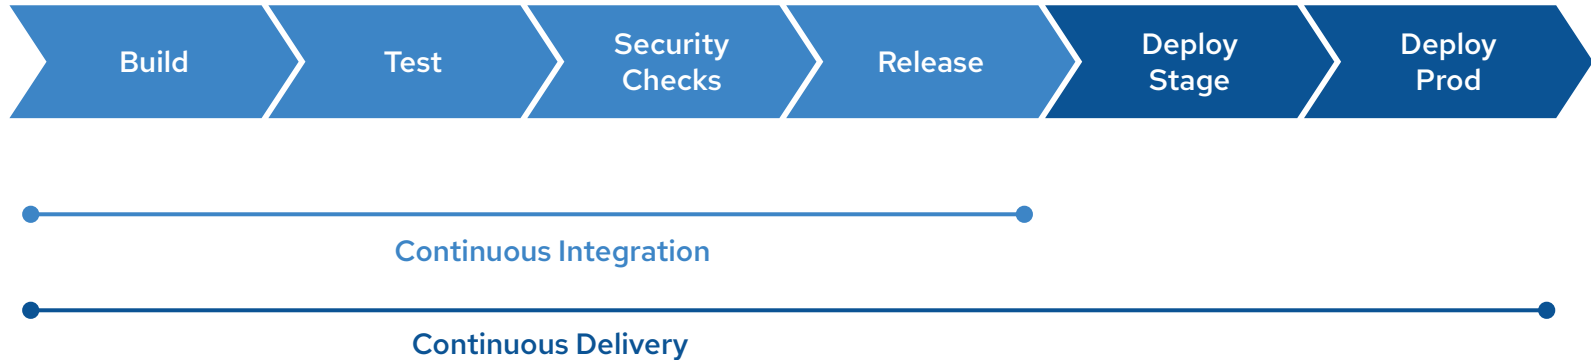 Build
Test
Security
Checks
Release
Deploy
Stage
Deploy
Prod
Continuous Integration
Continuous Delivery